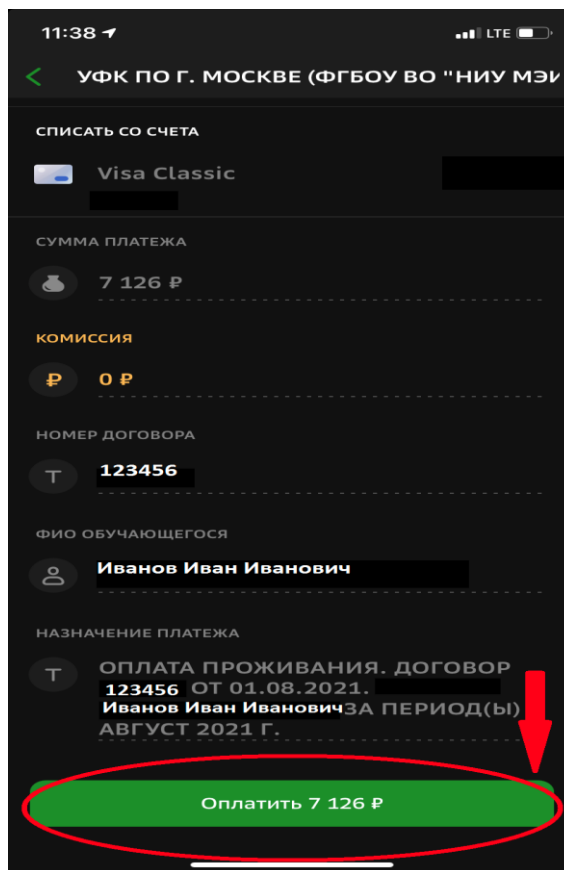 11:38
LTE
УФК ПО Г. МОСКВЕ (ФГБОУ ВО "НИУ МЭИ
СПИСАТЬ СО СЧЕТА
Visa Classic
СУММА ПЛАТЕЖА
7 126 ₽
КОМИССИЯ
₽ 0 ₽
НОМЕР ДОГОВОРА
T 123456
ФИО ОБУЧАЮЩЕГОСЯ
Иванов Иван Иванович
НАЗНАЧЕНИЕ ПЛАТЕЖА
T ОПЛАТА ПРОЖИВАНИЯ. ДОГОВОР
123456 ОТ 01.08.2021.
Иванов Иван Иванович ЗА ПЕРИОД(Ы)
АВГУСТ 2021 Г.
Оплатить 7 126 ₽